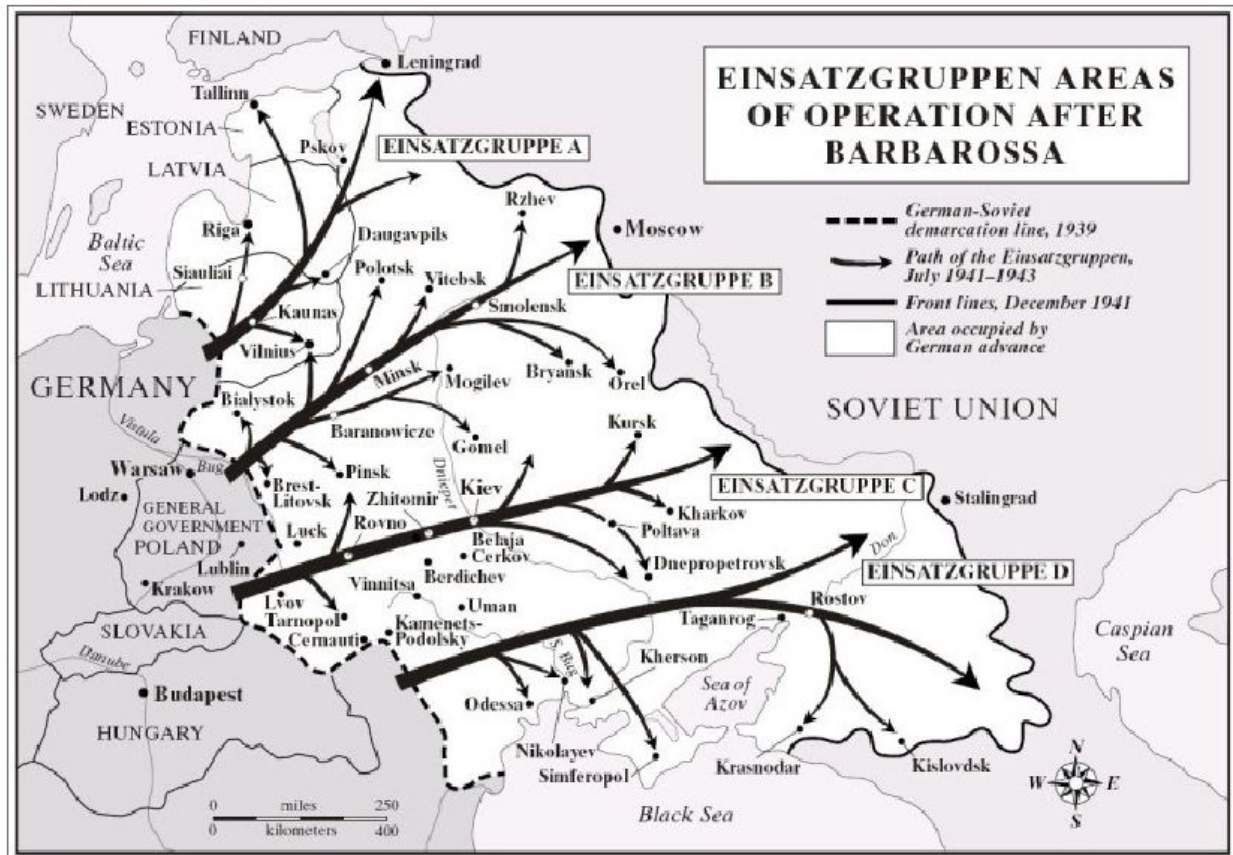 EINSATZGRUPPEN AREAS
OF OPERATION AFTER
BARBAROSSA
German-Soviet
demarcation line, 1939
Path of the Einsatzgruppen,
July 1941–1943
Front lines, December 1941
Area occupied by
German advance
FINLAND
Leningrad
SWEDEN
Tallinn
ESTONIA
Pskov
EINSATZGRUPPE A
LATVIA
Rzhev
Moscow
Riga
Baltic
Sea
Daugavpils
Siauliai
Polotsk
Vitebsk
EINSATZGRUPPE B
LITHUANIA
Smolensk
Kaunas
Vilnius
Minsk
GERMANY
Mogilev
Bryansk
Orel
SOVIET UNION
Bialystok
Baranowicze
Gomel
Kursk
Vistula
Bug
Warsaw
Pinsk
Dnieper
Lodz
Brest-
Litovsk
Zhitomir
Kiev
EINSATZGRUPPE C
Stalingrad
GENERAL
GOVERNMENT
POLAND
Luck
Rovno
Kharkov
Poltava
Belaja
Cerkov
Don
Lublin
Berdichev
Dnepropetrovsk
EINSATZGRUPPE D
Krakow
Vinnitsa
Lvov
Tarnopol
Uman
Rostov
Taganrog
SLOVAKIA
Cernauti
Kamenets-
Podolsky
Caspian
Sea
Danube
S. Bug
Kherson
Budapest
Odessa
Sea of
Azov
HUNGARY
Nikolayev
Simferopol
Krasnodar
Kislovdsk
N
W
E
S
0
miles
250
0
kilometers
400
Black Sea